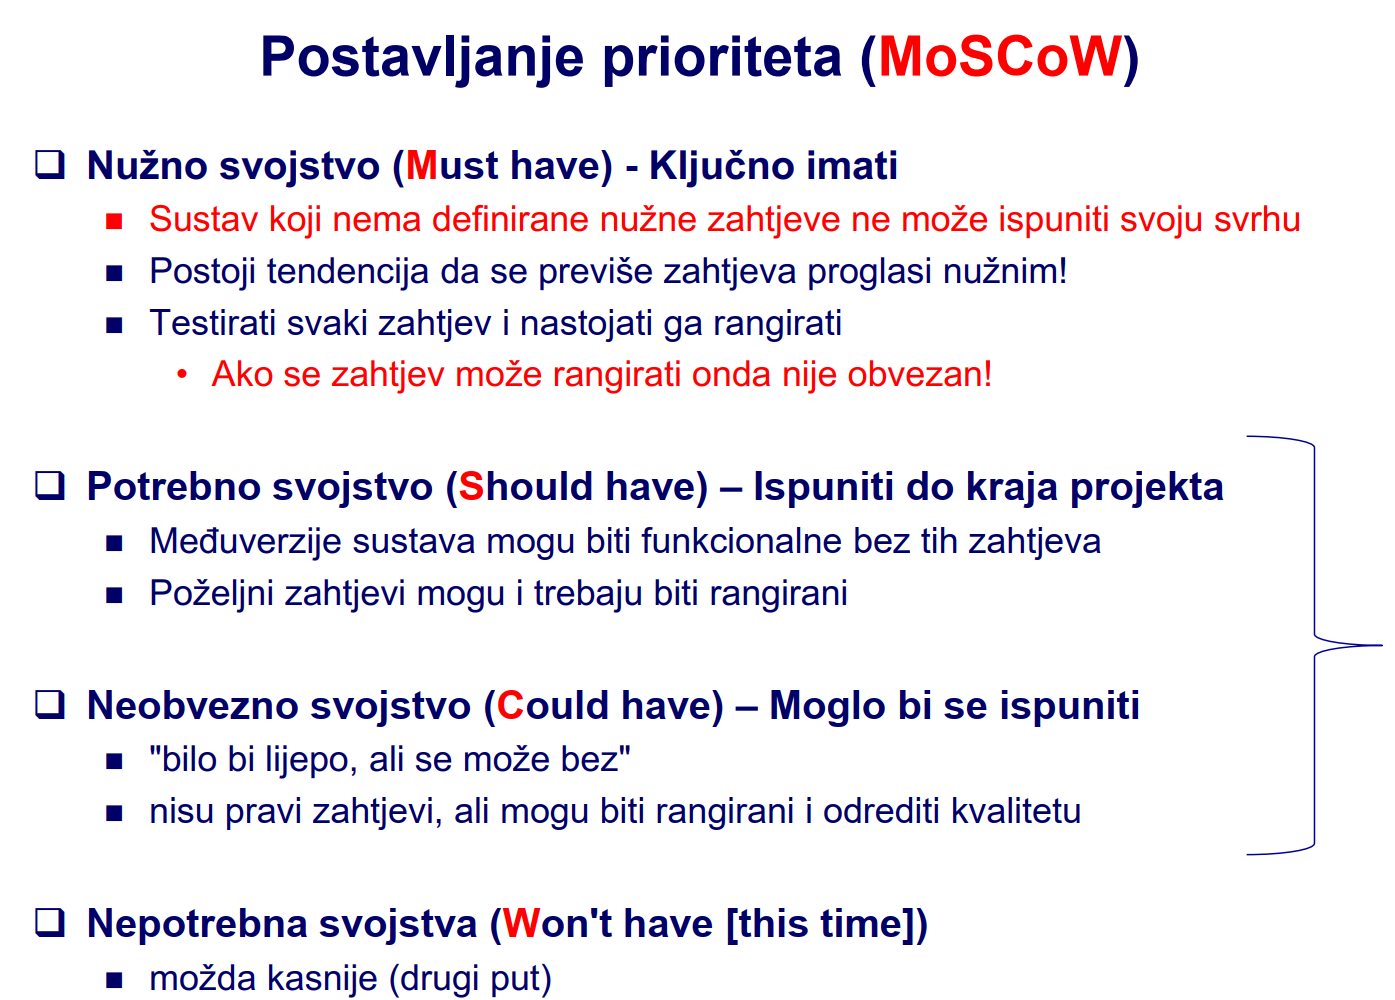 Postavljanje prioriteta (MoSCoW)
❑ Nužno svojstvo (Must have) - Ključno imati
■ Sustav koji nema definirane nužne zahtjeve ne može ispuniti svoju svrhu
■ Postoji tendencija da se previše zahtjeva proglasi nužnim!
■ Testirati svaki zahtjev i nastojati ga rangirati
• Ako se zahtjev može rangirati onda nije obvezan!
❑ Potrebno svojstvo (Should have) – Ispuniti do kraja projekta
■ Međuverzije sustava mogu biti funkcionalne bez tih zahtjeva
■ Poželjni zahtjevi mogu i trebaju biti rangirani
❑ Neobvezno svojstvo (Could have) – Moglo bi se ispuniti
■ "bilo bi lijepo, ali se može bez"
■ nisu pravi zahtjevi, ali mogu biti rangirani i odrediti kvalitetu
❑ Nepotrebna svojstva (Won't have [this time])
■ možda kasnije (drugi put)